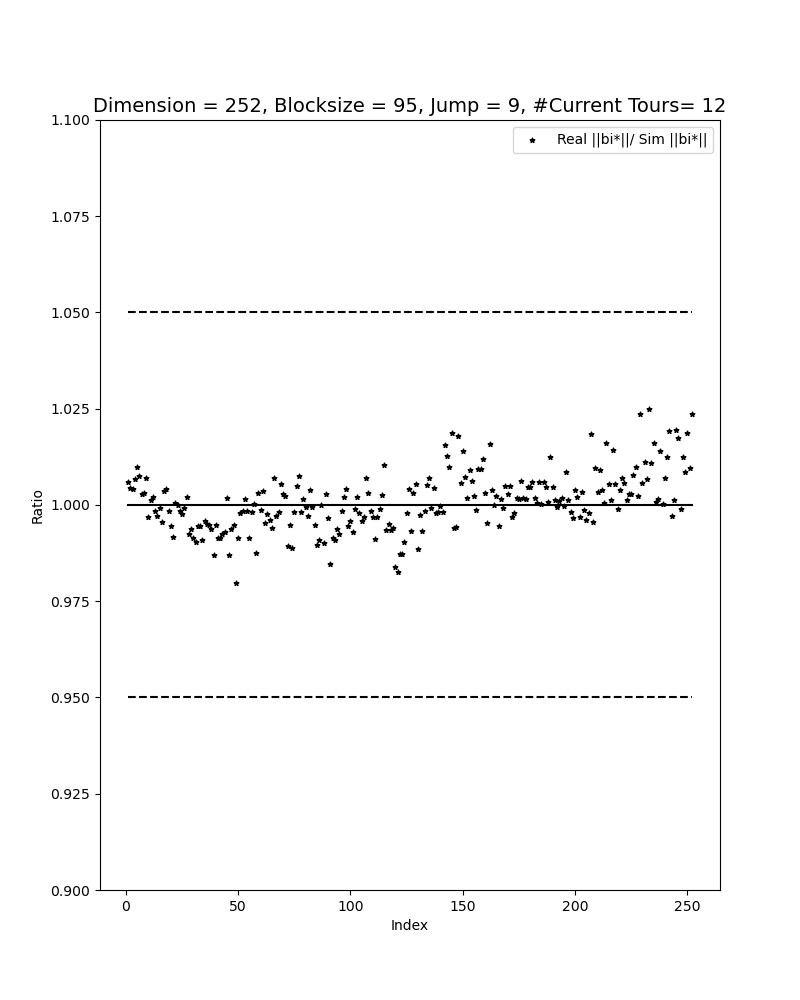 Dimension = 252, Blocksize = 95, Jump = 9, #Current Tours= 12
Real ||bi*||/ Sim ||bi*||
1.100
1.075
1.050
1.025
1.000
0.975
0.950
0.925
0.900
Ratio
0 50 100 150 200 250
Index